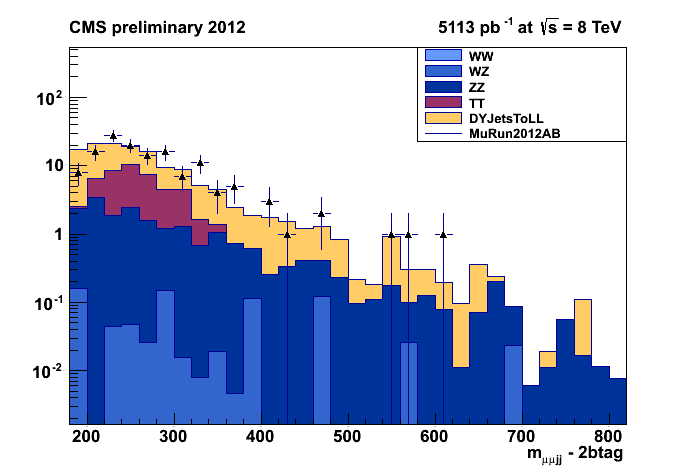 CMS preliminary 2012 5113 pb⁻¹ at √s = 8 TeV
WW
WZ
ZZ
TT
DYJetsToLL
MuRun2012AB
10²
10
1
10⁻¹
10⁻²
200 300 400 500 600 700 800
m_μμjj - 2btag